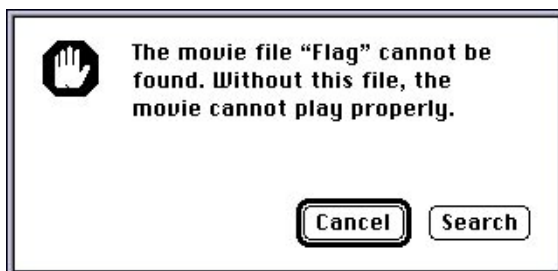 The movie file “Flag” cannot be
found. Without this file, the
movie cannot play properly.
Cancel Search